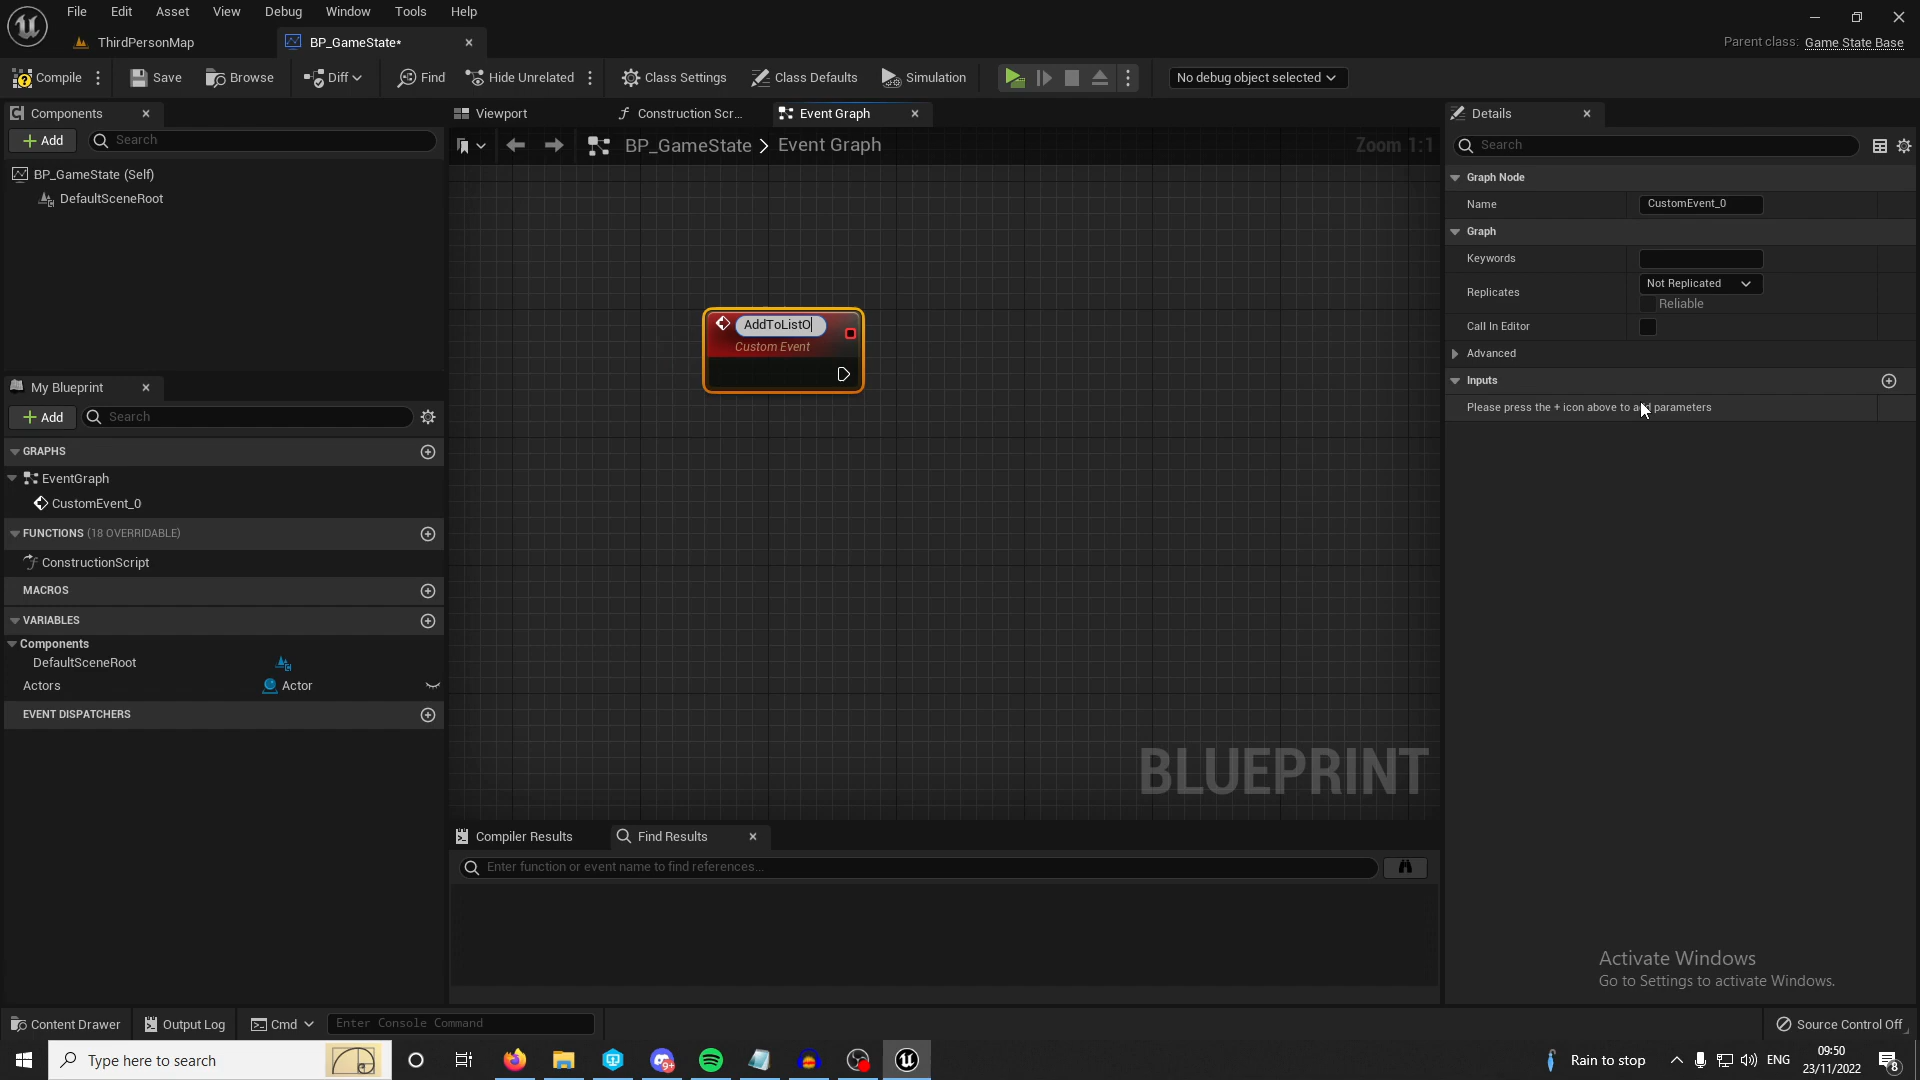 File Edit Asset View Debug Window Tools Help
ThirdPersonMap
BP_GameState*
Parent class: Game State Base
Compile
Save
Browse
Diff
Find
Hide Unrelated
Class Settings
Class Defaults
Simulation
No debug object selected
Components
Add
Search
BP_GameState (Self)
DefaultSceneRoot
My Blueprint
Add
Search
GRAPHS
EventGraph
CustomEvent_0
FUNCTIONS (18 OVERRIDABLE)
ConstructionScript
MACROS
VARIABLES
Components
DefaultSceneRoot
Actors
Actor
EVENT DISPATCHERS
Viewport
Construction Scr...
Event Graph
BP_GameState > Event Graph
Zoom 1:1
AddToListO
Custom Event
BLUEPRINT
Compiler Results
Find Results
Enter function or event name to find references...
Details
Search
Graph Node
Name
CustomEvent_0
Graph
Keywords
Replicates
Not Replicated
Reliable
Call In Editor
Advanced
Inputs
Please press the + icon above to add parameters
Activate Windows
Go to Settings to activate Windows.
Content Drawer
Output Log
Cmd
Enter Console Command
Source Control Off
Type here to search
9+
Rain to stop
ENG
09:50
23/11/2022
8